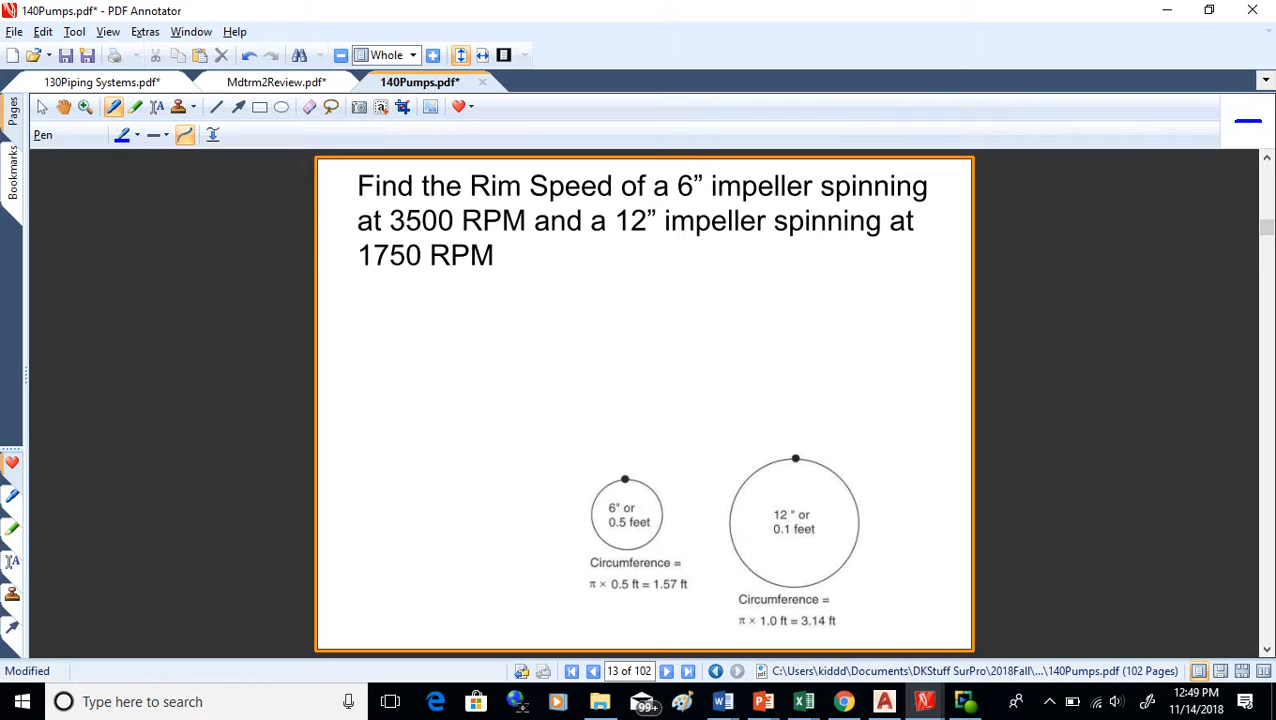 140Pumps.pdf* - PDF Annotator
File Edit Tool View Extras Window Help
Whole
130Piping Systems.pdf* Mdtrm2Review.pdf* 140Pumps.pdf*
Pen
Pages
Bookmarks
Find the Rim Speed of a 6” impeller spinning
at 3500 RPM and a 12” impeller spinning at
1750 RPM
6" or
0.5 feet
Circumference =
π × 0.5 ft = 1.57 ft
12 " or
0.1 feet
Circumference =
π × 1.0 ft = 3.14 ft
Modified
13 of 102
C:\Users\kiddd\Documents\DKStuff SurPro\2018Fall\...\140Pumps.pdf (102 Pages)
Type here to search
99+
12:49 PM
11/14/2018